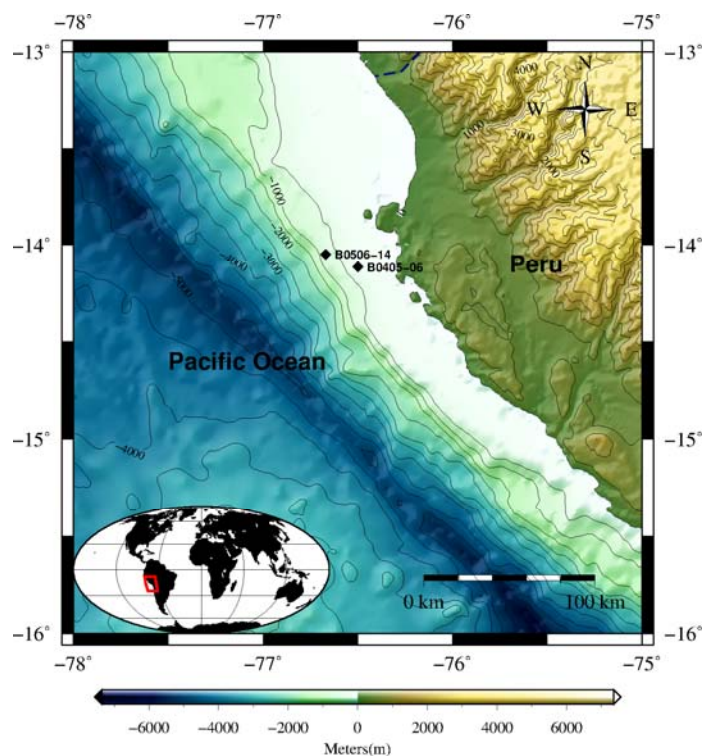 −78° −77° −76° −75°
−13° −13°
N
W E
S
4000
1000
3000
2000
−1000
−2000
−3000
−4000
−5000
−14° −14°
B0506−14
B0405−06
Peru
Pacific Ocean
−15° −15°
−4000
0 km 100 km
−16° −16°
−78° −77° −76° −75°
−6000 −4000 −2000 0 2000 4000 6000
Meters(m)